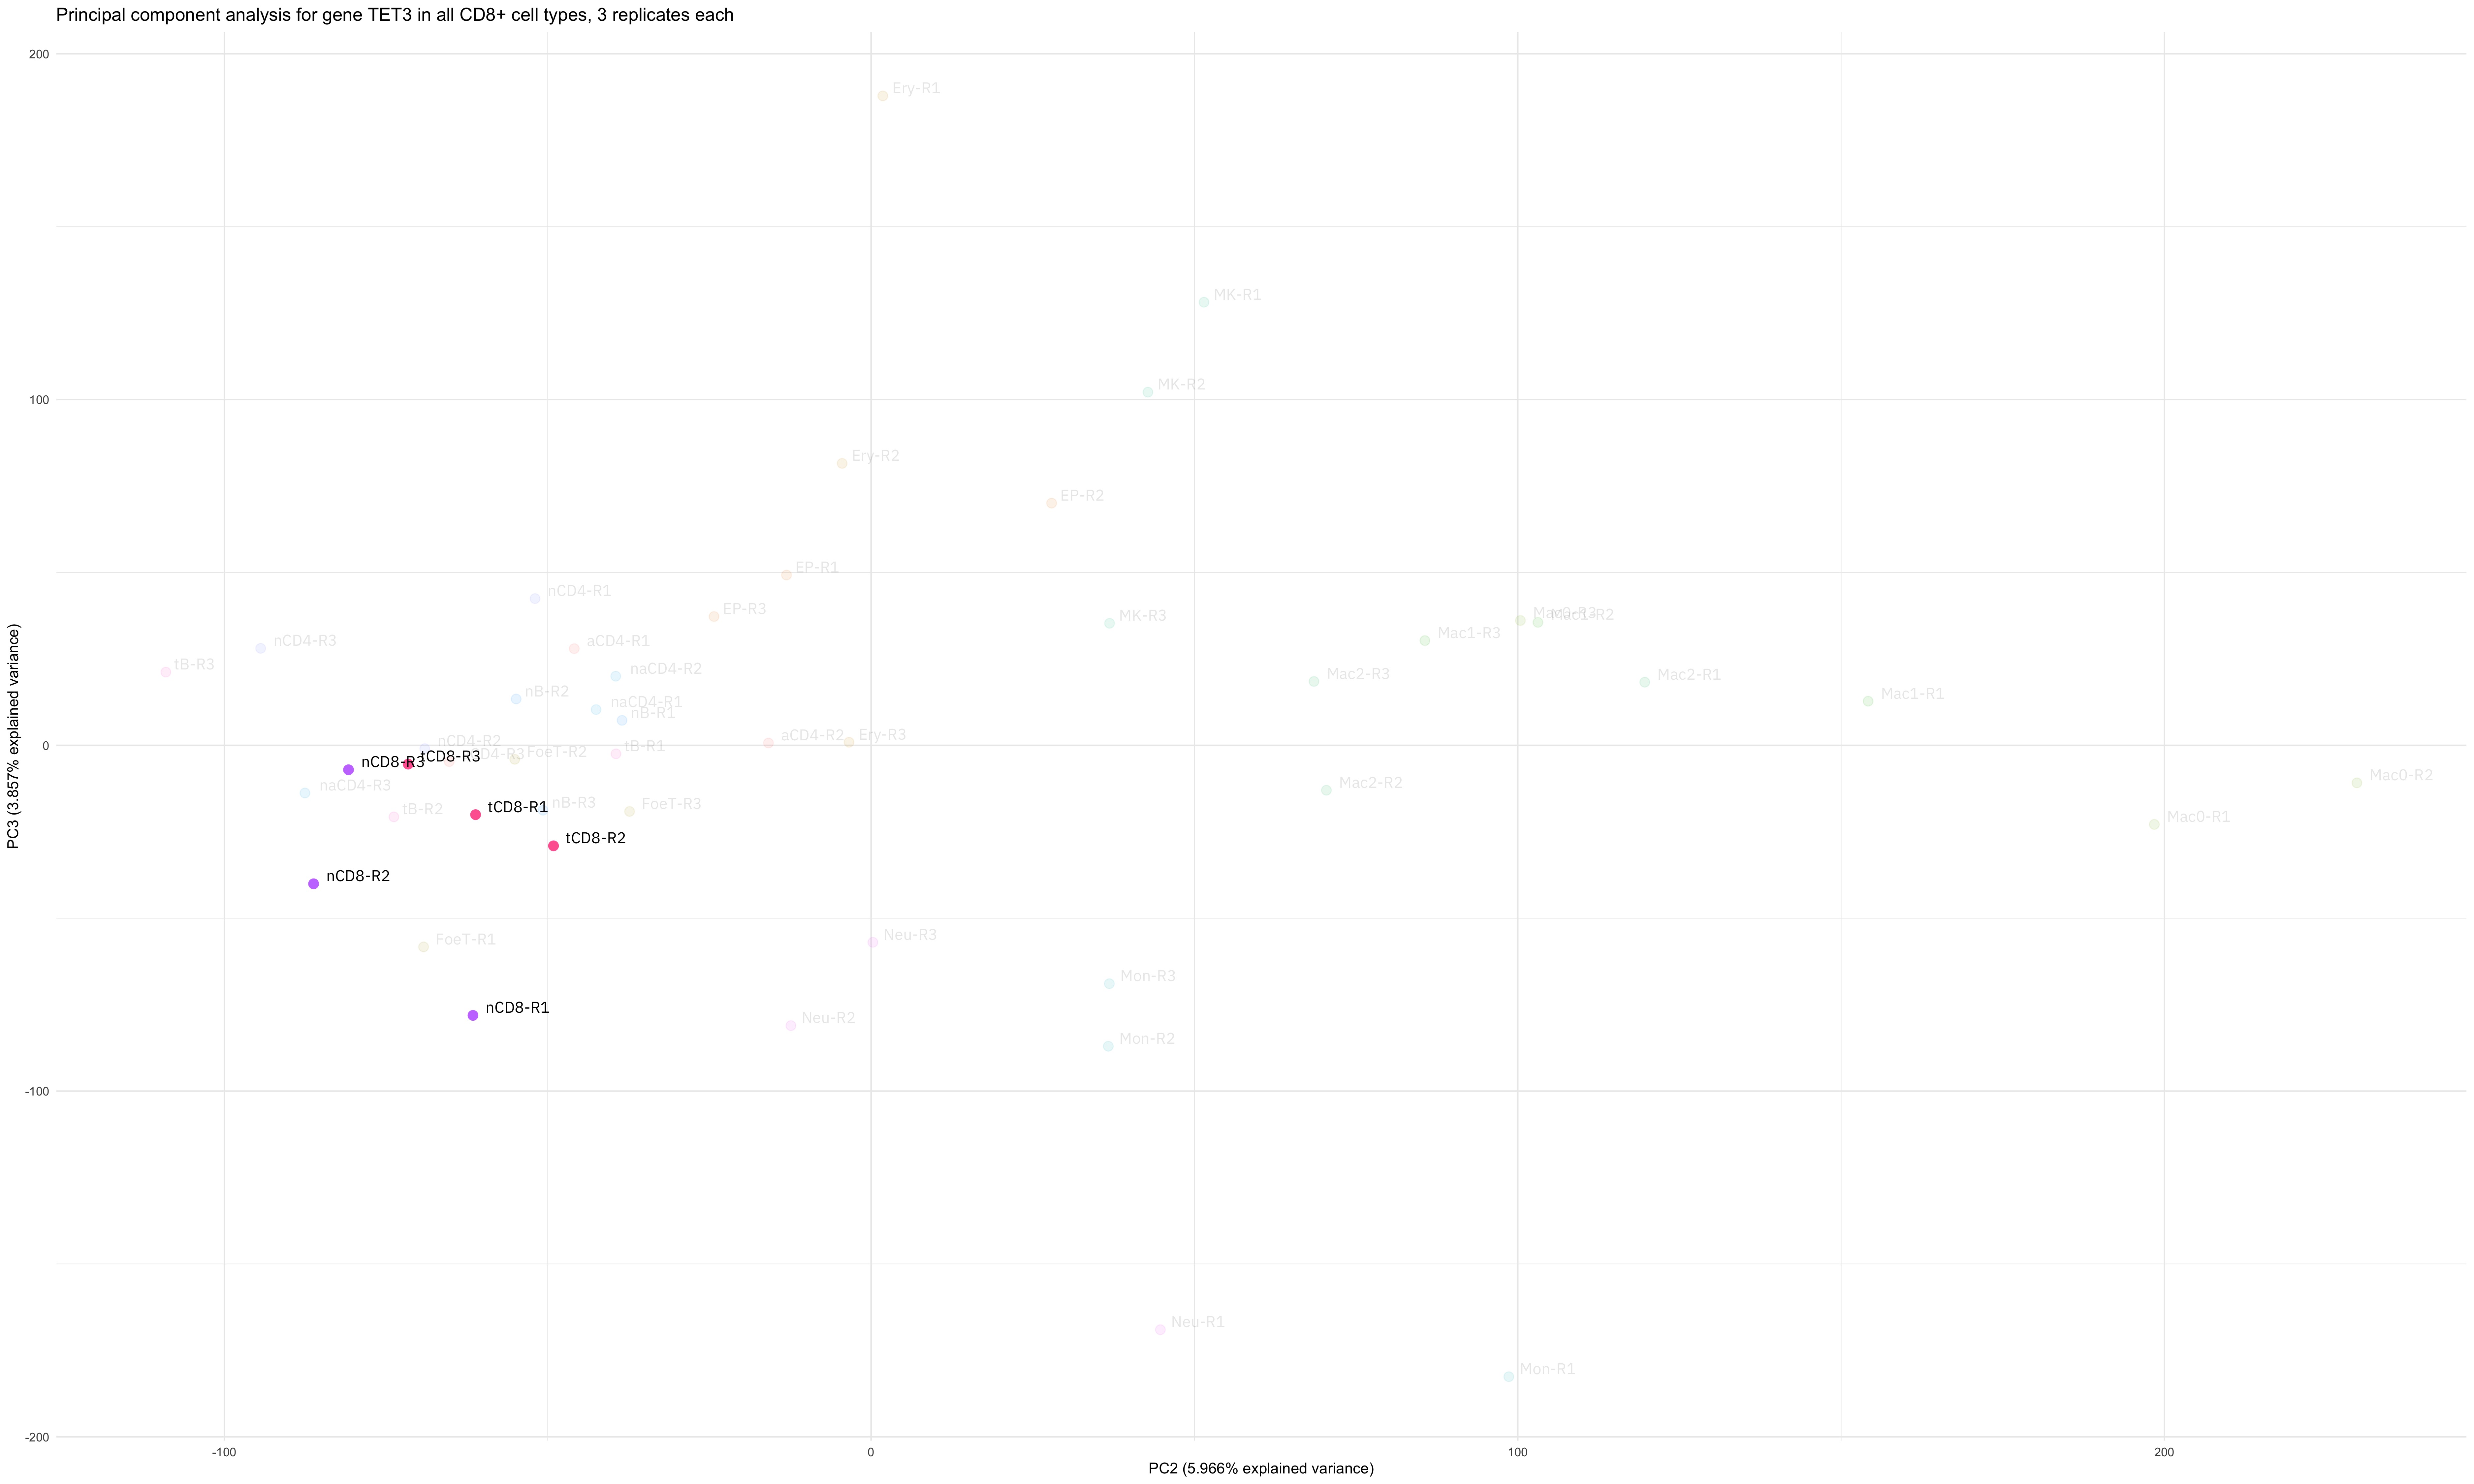 Principal component analysis for gene TET3 in all CD8+ cell types, 3 replicates each
200
Ery-R1
MK-R1
MK-R2
100
Ery-R2
EP-R2
EP-R1
nCD4-R1
EP-R3
MK-R3
Mac0-R3
Mac1-R2
nCD4-R3
aCD4-R1
Mac1-R3
tB-R3
naCD4-R2
Mac2-R3
Mac2-R1
nB-R2
naCD4-R1
Mac1-R1
nB-R1
nCD4-R2
aCD4-R2
Ery-R3
0
tB-R1
FoeT-R2
tCD8-R3
nCD8-R3
naCD4-R3
Mac2-R2
Mac0-R2
tB-R2
tCD8-R1
nB-R3
FoeT-R3
Mac0-R1
tCD8-R2
nCD8-R2
FoeT-R1
Neu-R3
Mon-R3
nCD8-R1
Neu-R2
Mon-R2
-100
Neu-R1
Mon-R1
-200
-100
0
100
200
PC2 (5.966% explained variance)
PC3 (3.857% explained variance)